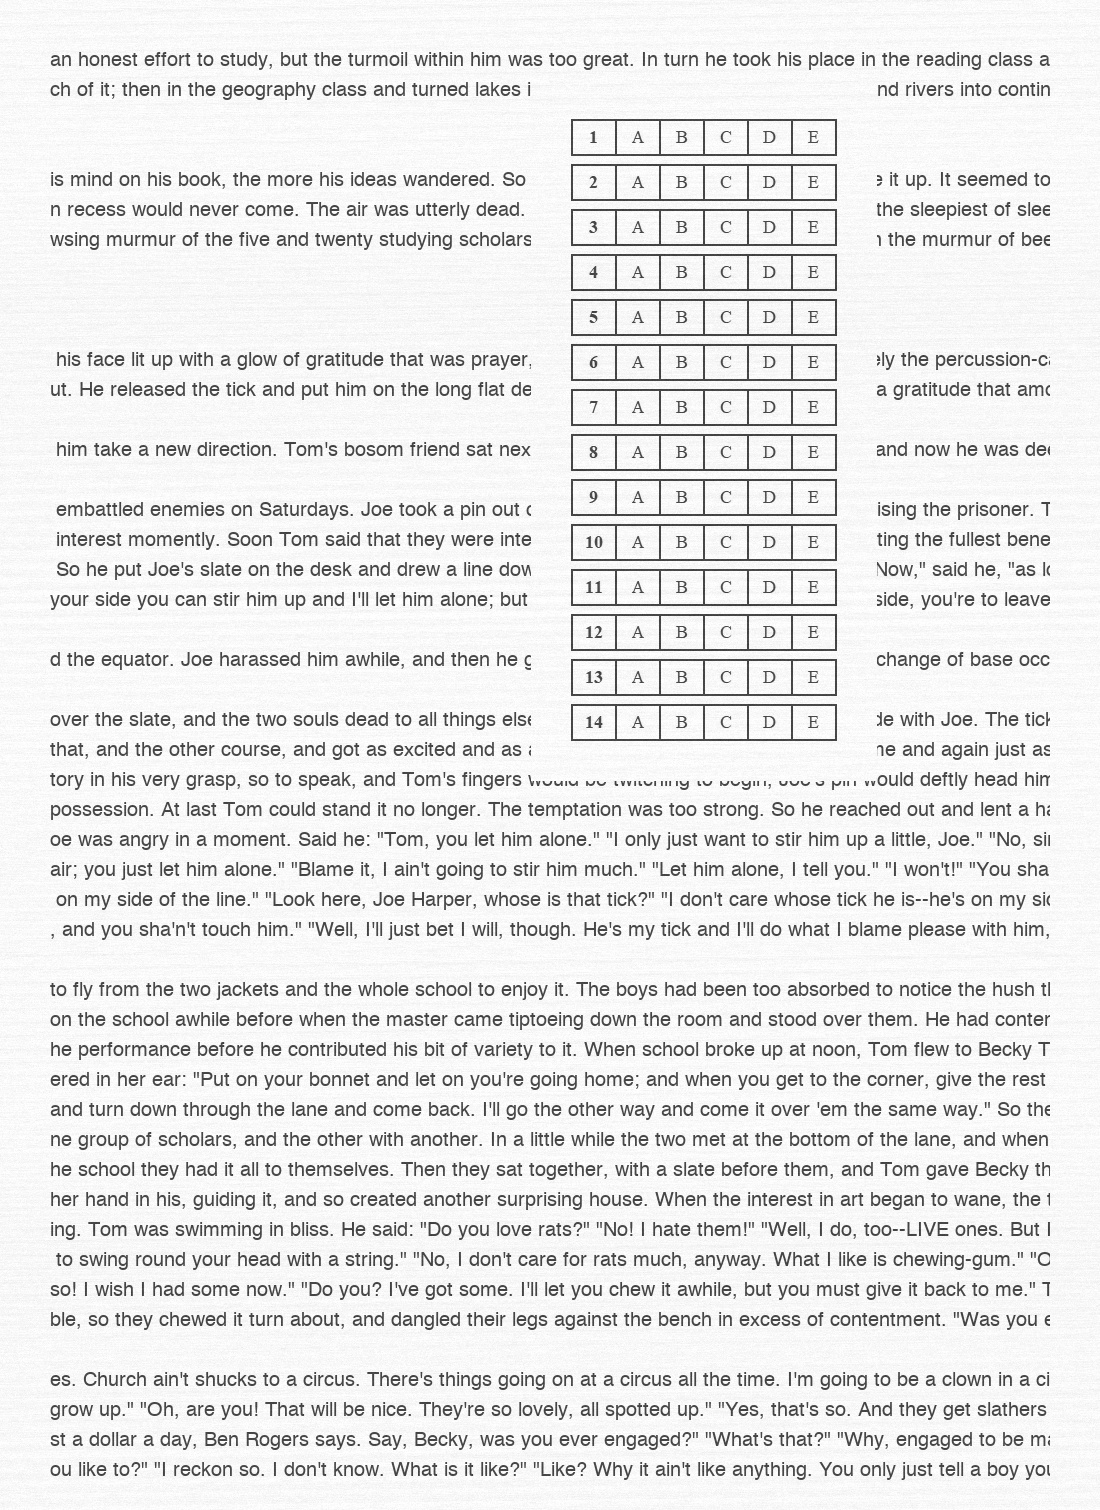 an honest effort to study, but the turmoil within him was too great. In turn he took his place in the reading class a
ch of it; then in the geography class and turned lakes i
nd rivers into contin
1 A B C D E
is mind on his book, the more his ideas wandered. So
2 A B C D E
it up. It seemed to
n recess would never come. The air was utterly dead.
the sleepiest of slee
wsing murmur of the five and twenty studying scholars
3 A B C D E
the murmur of bee
4 A B C D E
5 A B C D E
his face lit up with a glow of gratitude that was prayer,
6 A B C D E
ely the percussion-ca
ut. He released the tick and put him on the long flat de
a gratitude that amo
7 A B C D E
him take a new direction. Tom's bosom friend sat nex
8 A B C D E
and now he was dee
9 A B C D E
embattled enemies on Saturdays. Joe took a pin out
ising the prisoner. T
interest momently. Soon Tom said that they were inte
10 A B C D E
ting the fullest bene
So he put Joe's slate on the desk and drew a line dow
Now," said he, "as lo
11 A B C D E
your side you can stir him up and I'll let him alone; but
side, you're to leave
12 A B C D E
d the equator. Joe harassed him awhile, and then he g
13 A B C D E
change of base occ
over the slate, and the two souls dead to all things else
14 A B C D E
de with Joe. The tick
that, and the other course, and got as excited and as a
ne and again just as
tory in his very grasp, so to speak, and Tom's fingers would be twitching to begin, Joe's pin would deftly head him
possession. At last Tom could stand it no longer. The temptation was too strong. So he reached out and lent a ha
oe was angry in a moment. Said he: "Tom, you let him alone." "I only just want to stir him up a little, Joe." "No, sir
air; you just let him alone." "Blame it, I ain't going to stir him much." "Let him alone, I tell you." "I won't!" "You sha
on my side of the line." "Look here, Joe Harper, whose is that tick?" "I don't care whose tick he is--he's on my sid
, and you sha'n't touch him." "Well, I'll just bet I will, though. He's my tick and I'll do what I blame please with him,
to fly from the two jackets and the whole school to enjoy it. The boys had been too absorbed to notice the hush th
on the school awhile before when the master came tiptoeing down the room and stood over them. He had conter
he performance before he contributed his bit of variety to it. When school broke up at noon, Tom flew to Becky T
ered in her ear: "Put on your bonnet and let on you're going home; and when you get to the corner, give the rest
and turn down through the lane and come back. I'll go the other way and come it over 'em the same way." So the
ne group of scholars, and the other with another. In a little while the two met at the bottom of the lane, and when
he school they had it all to themselves. Then they sat together, with a slate before them, and Tom gave Becky th
her hand in his, guiding it, and so created another surprising house. When the interest in art began to wane, the t
ing. Tom was swimming in bliss. He said: "Do you love rats?" "No! I hate them!" "Well, I do, too--LIVE ones. But I
to swing round your head with a string." "No, I don't care for rats much, anyway. What I like is chewing-gum." "O
so! I wish I had some now." "Do you? I've got some. I'll let you chew it awhile, but you must give it back to me." T
ble, so they chewed it turn about, and dangled their legs against the bench in excess of contentment. "Was you e
es. Church ain't shucks to a circus. There's things going on at a circus all the time. I'm going to be a clown in a ci
grow up." "Oh, are you! That will be nice. They're so lovely, all spotted up." "Yes, that's so. And they get slathers
st a dollar a day, Ben Rogers says. Say, Becky, was you ever engaged?" "What's that?" "Why, engaged to be ma
ou like to?" "I reckon so. I don't know. What is it like?" "Like? Why it ain't like anything. You only just tell a boy you